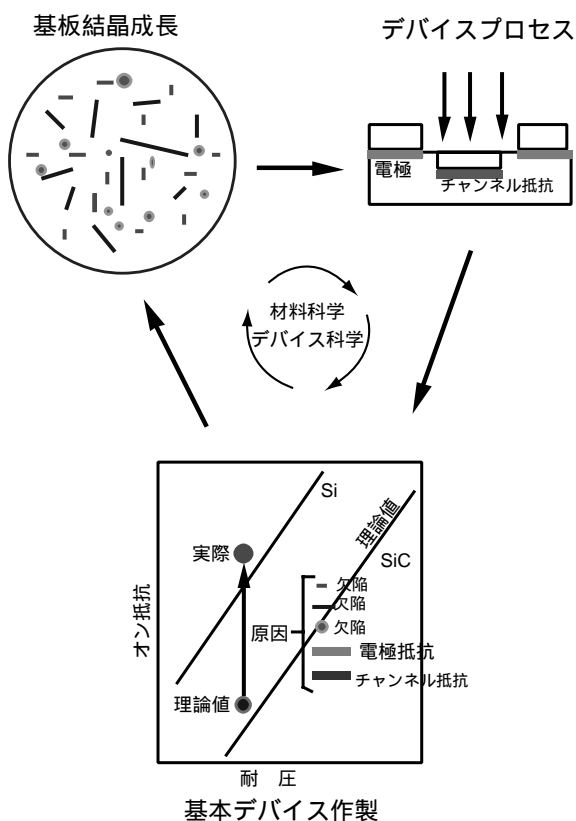 基板結晶成長
デバイスプロセス
電極
チャンネル抵抗
材料科学
デバイス科学
Si
理論値
SiC
実際
欠陥
欠陥
原因
欠陥
電極抵抗
チャンネル抵抗
理論値
オン抵抗
耐 圧
基本デバイス作製